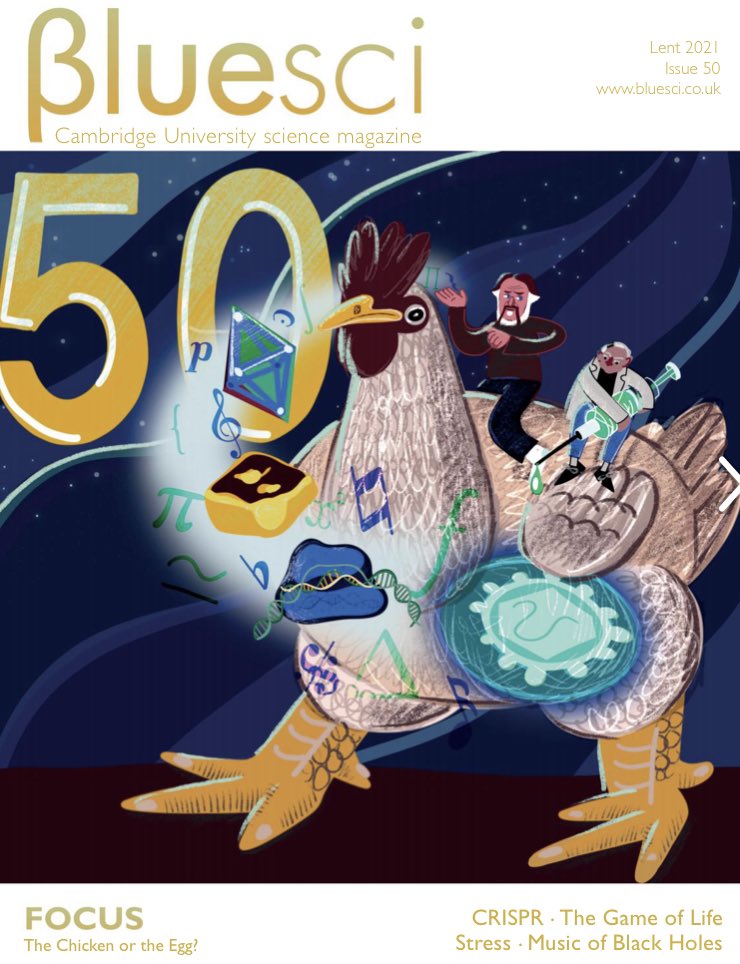 βluesci
Cambridge University science magazine
Lent 2021
Issue 50
www.bluesci.co.uk
50
p
{
π
x²
f
FOCUS
The Chicken or the Egg?
CRISPR · The Game of Life
Stress · Music of Black Holes